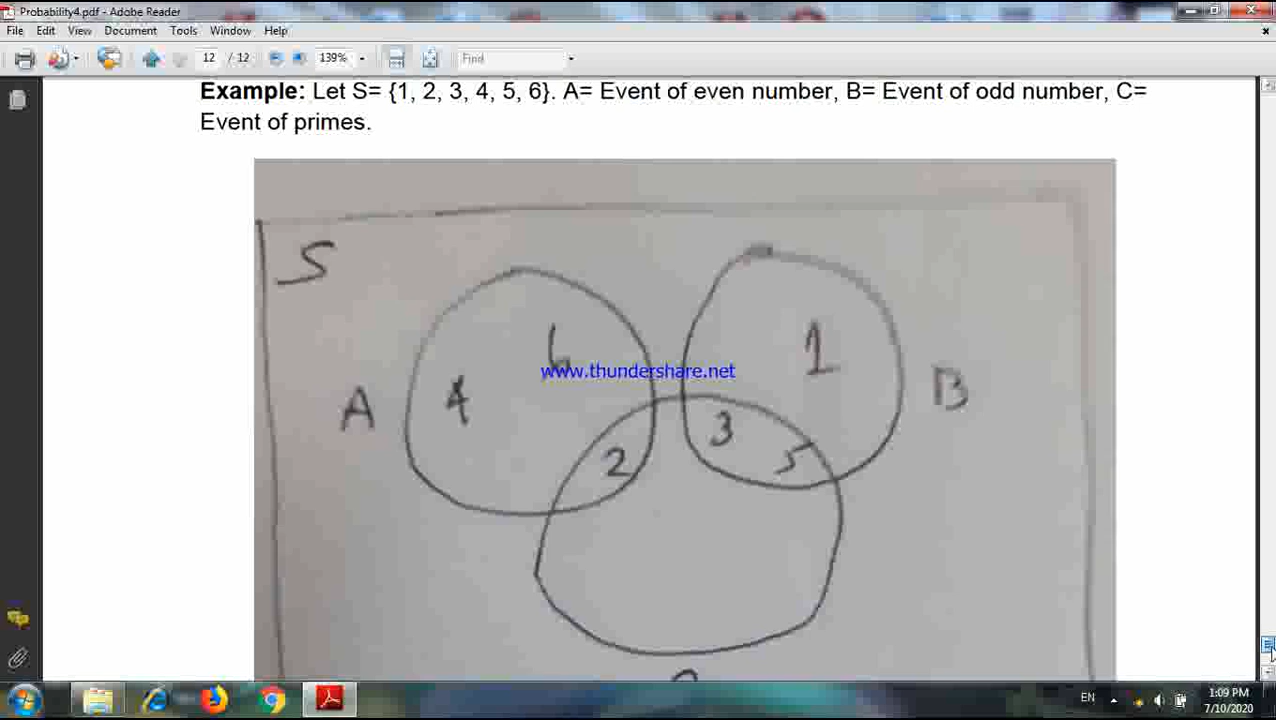 Probability4.pdf - Adobe Reader
File Edit View Document Tools Window Help
12 / 12 139% Find
Example: Let S= {1, 2, 3, 4, 5, 6}. A= Event of even number, B= Event of odd number, C=
Event of primes.
S
6 1
www.thundershare.net
A 4 B
3
2 5
EN 1:09 PM
7/10/2020